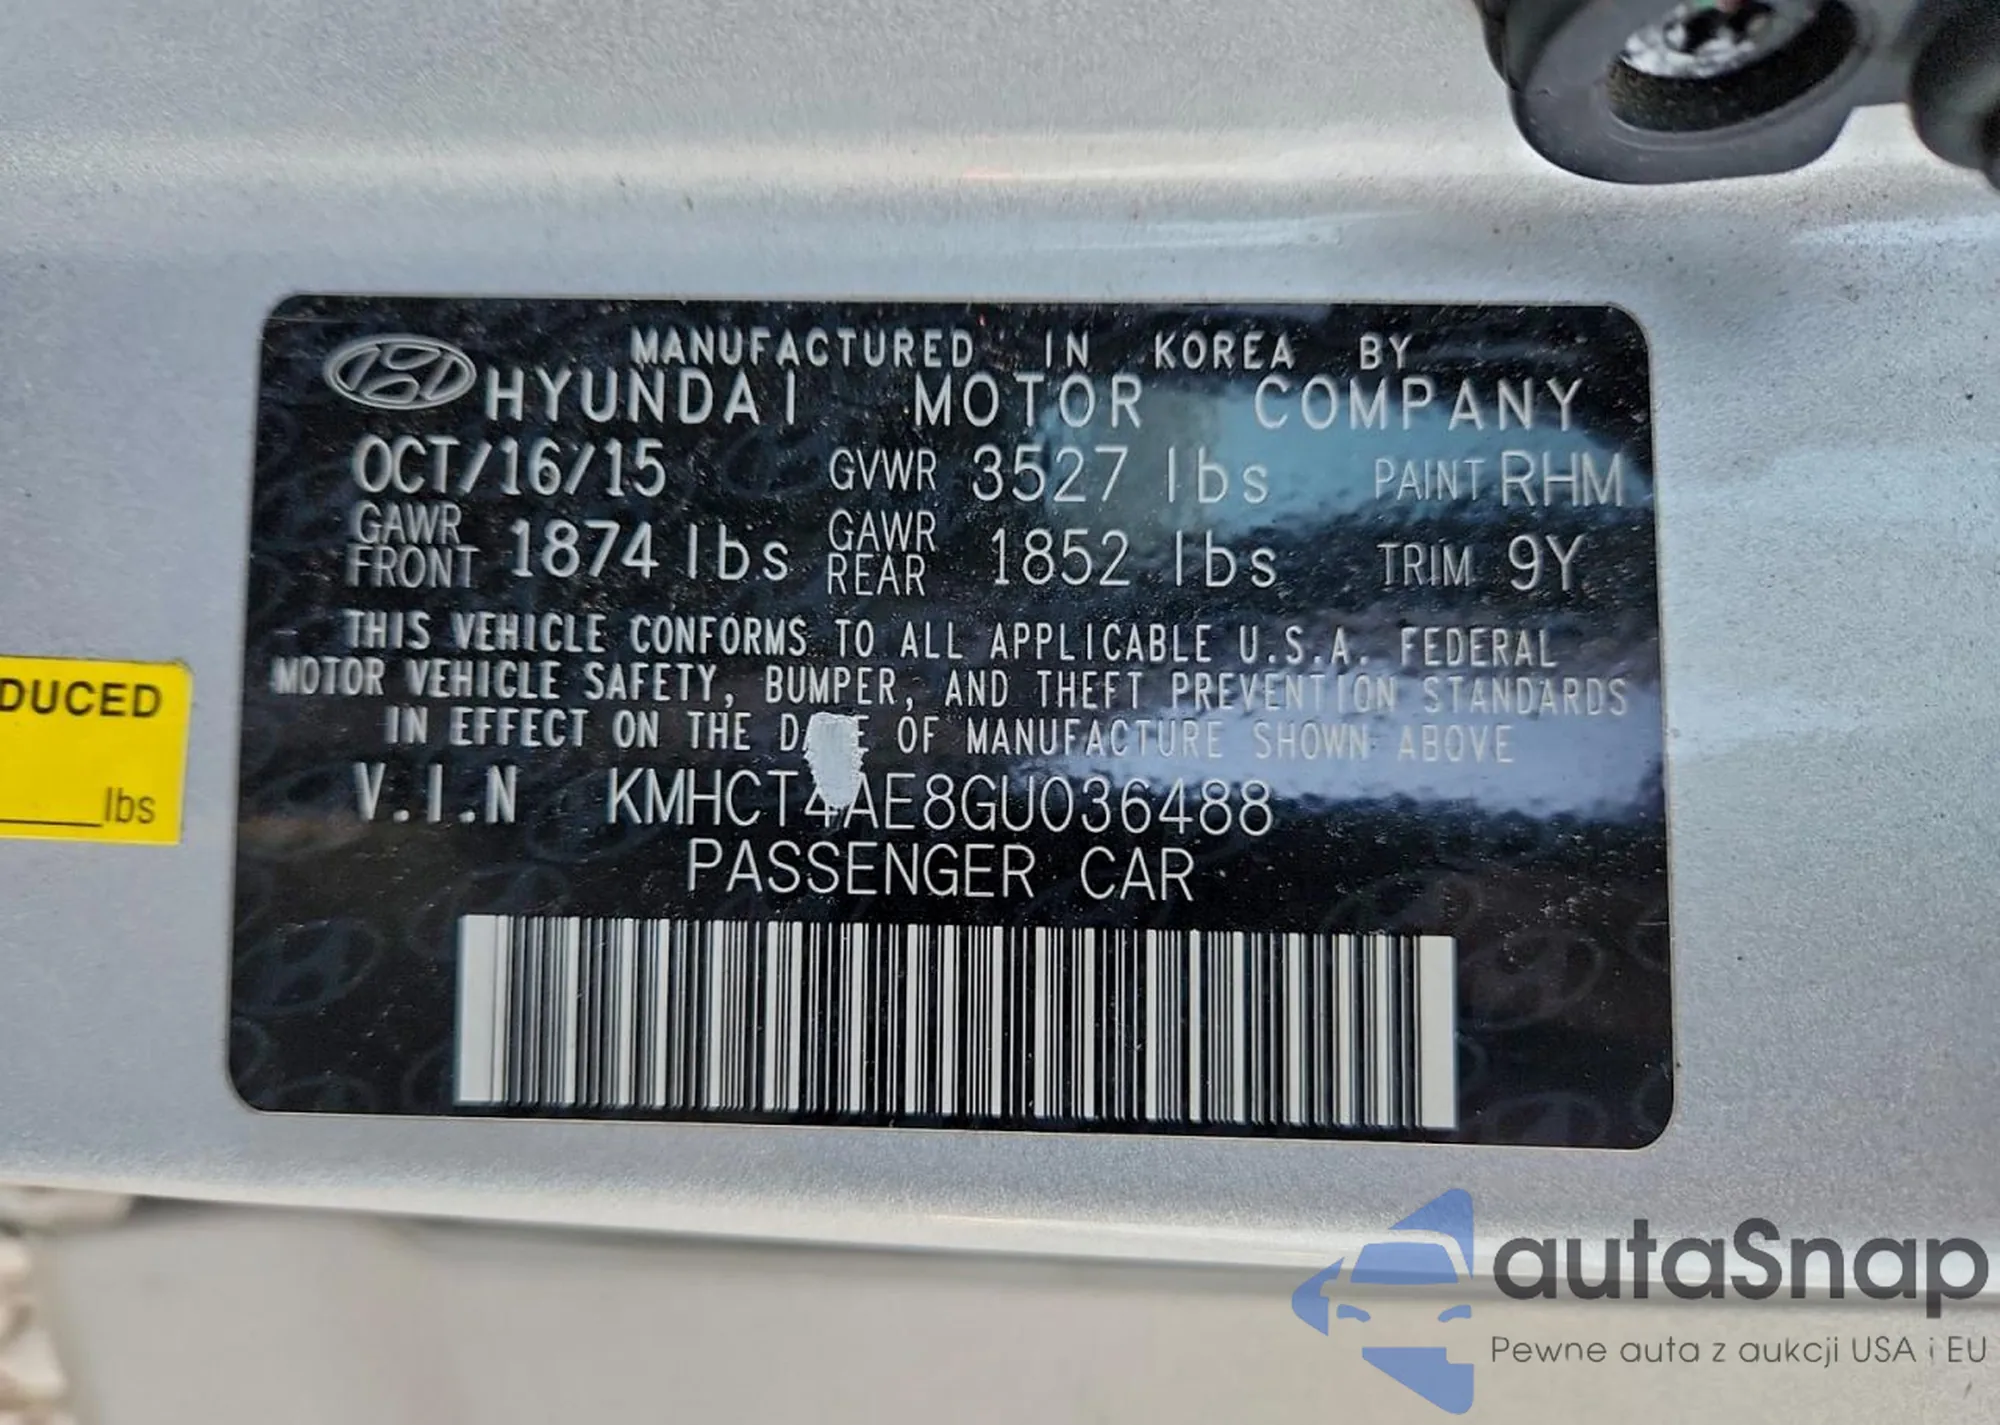 MANUFACTURED IN KOREA BY
HYUNDAI MOTOR COMPANY
OCT/16/15 GVWR 3527 lbs PAINT RHM
GAWR FRONT 1874 lbs GAWR REAR 1852 lbs TRIM 9Y
THIS VEHICLE CONFORMS TO ALL APPLICABLE U.S.A. FEDERAL
MOTOR VEHICLE SAFETY, BUMPER, AND THEFT PREVENTION STANDARDS
IN EFFECT ON THE DATE OF MANUFACTURE SHOWN ABOVE
V.I.N KMHCT4AE8GU036488
PASSENGER CAR
DUCED
lbs
autaSnap
Pewne auta z aukcji USA i EU